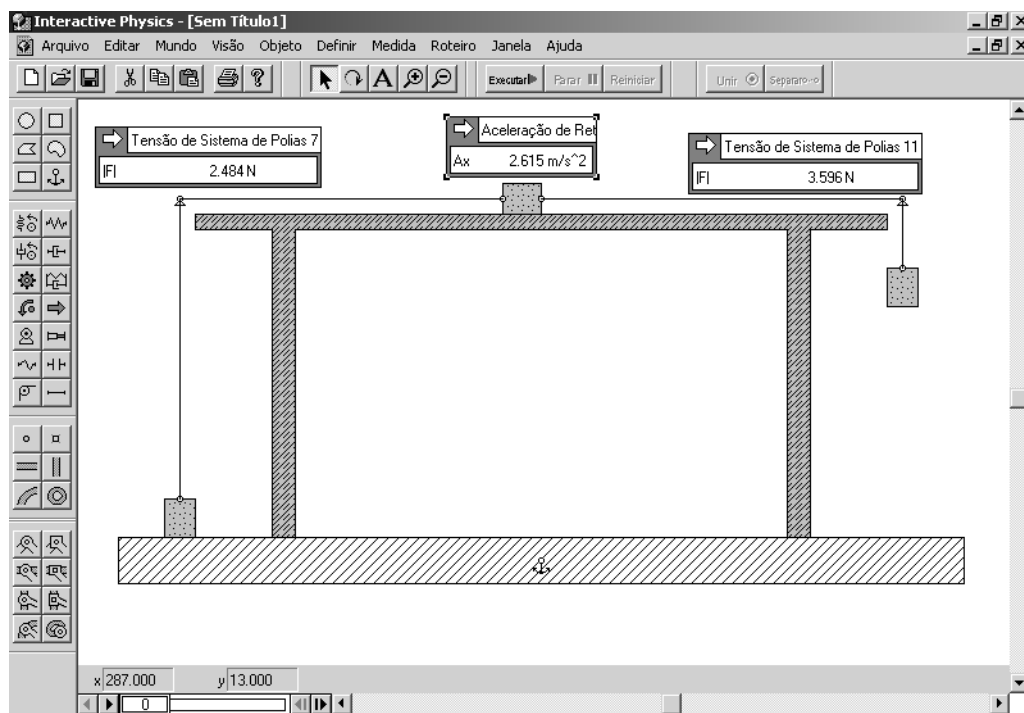 Interactive Physics - [Sem Título1]
Arquivo Editar Mundo Visão Objeto Definir Medida Roteiro Janela Ajuda
A Executar Parar Reiniciar Unir Separar
Tensão de Sistema de Polias 7
|F| 2.484 N
Aceleração de Ret
Ax 2.615 m/s^2
Tensão de Sistema de Polias 11
|F| 3.596 N
x 287.000 y 13.000
0